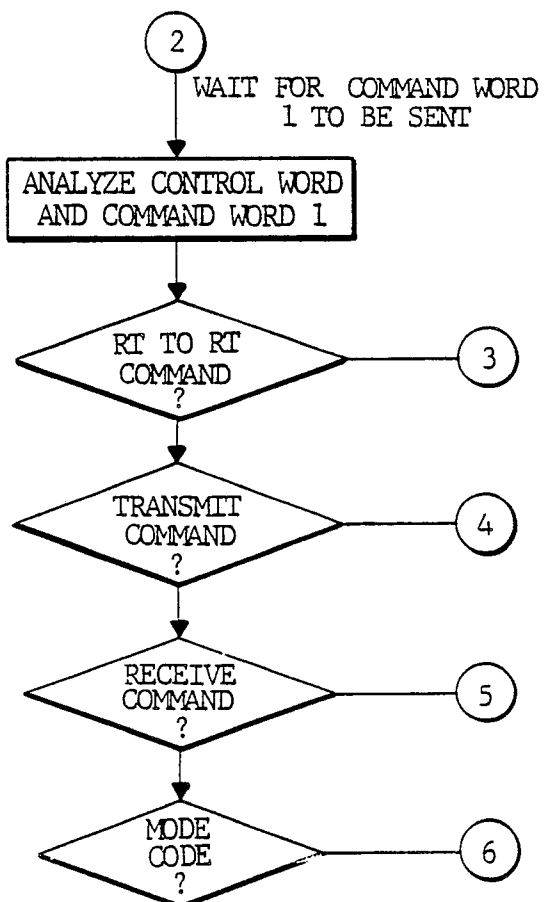 2
WAIT FOR COMMAND WORD
1 TO BE SENT
ANALYZE CONTROL WORD
AND COMMAND WORD 1
RT TO RT
COMMAND
?
3
TRANSMIT
COMMAND
?
4
RECEIVE
COMMAND
?
5
MODE
CODE
?
6